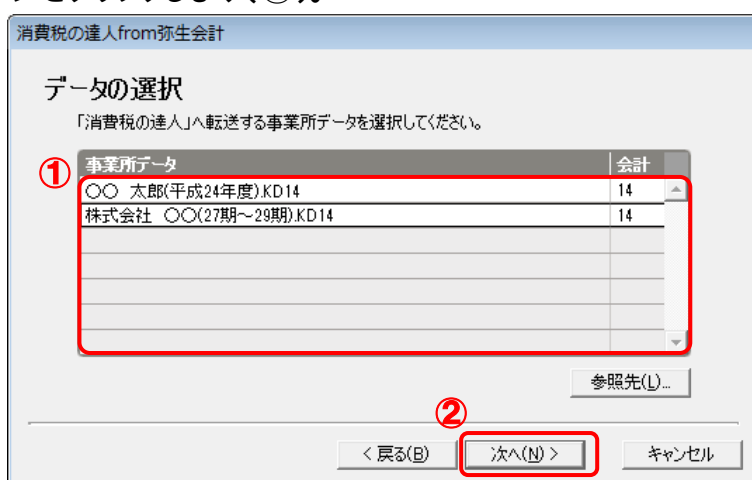 消費税の達人from弥生会計
データの選択
「消費税の達人」へ転送する事業所データを選択してください。
① 事業所データ 会計
〇〇 太郎(平成24年度).KD14 14
株式会社 〇〇(27期～29期).KD14 14
参照先(L)...
②
< 戻る(B) 次へ(N) > キャンセル